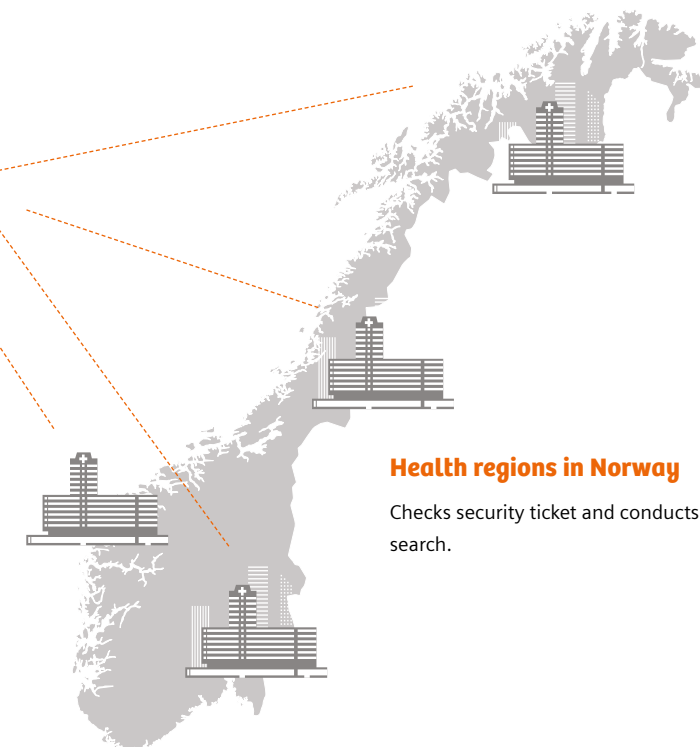 Health regions in Norway
Checks security ticket and conducts
search.